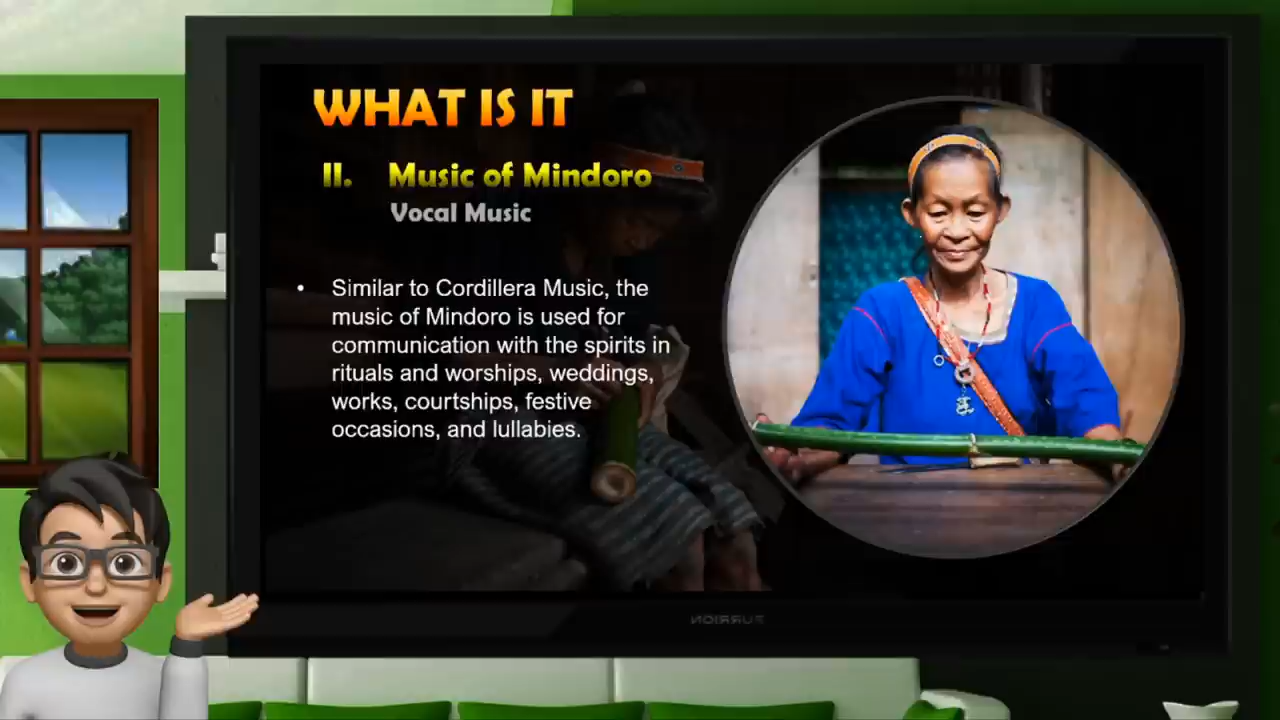 WHAT IS IT
II. Music of Mindoro
Vocal Music
• Similar to Cordillera Music, the
music of Mindoro is used for
communication with the spirits in
rituals and worships, weddings,
works, courtships, festive
occasions, and lullabies.